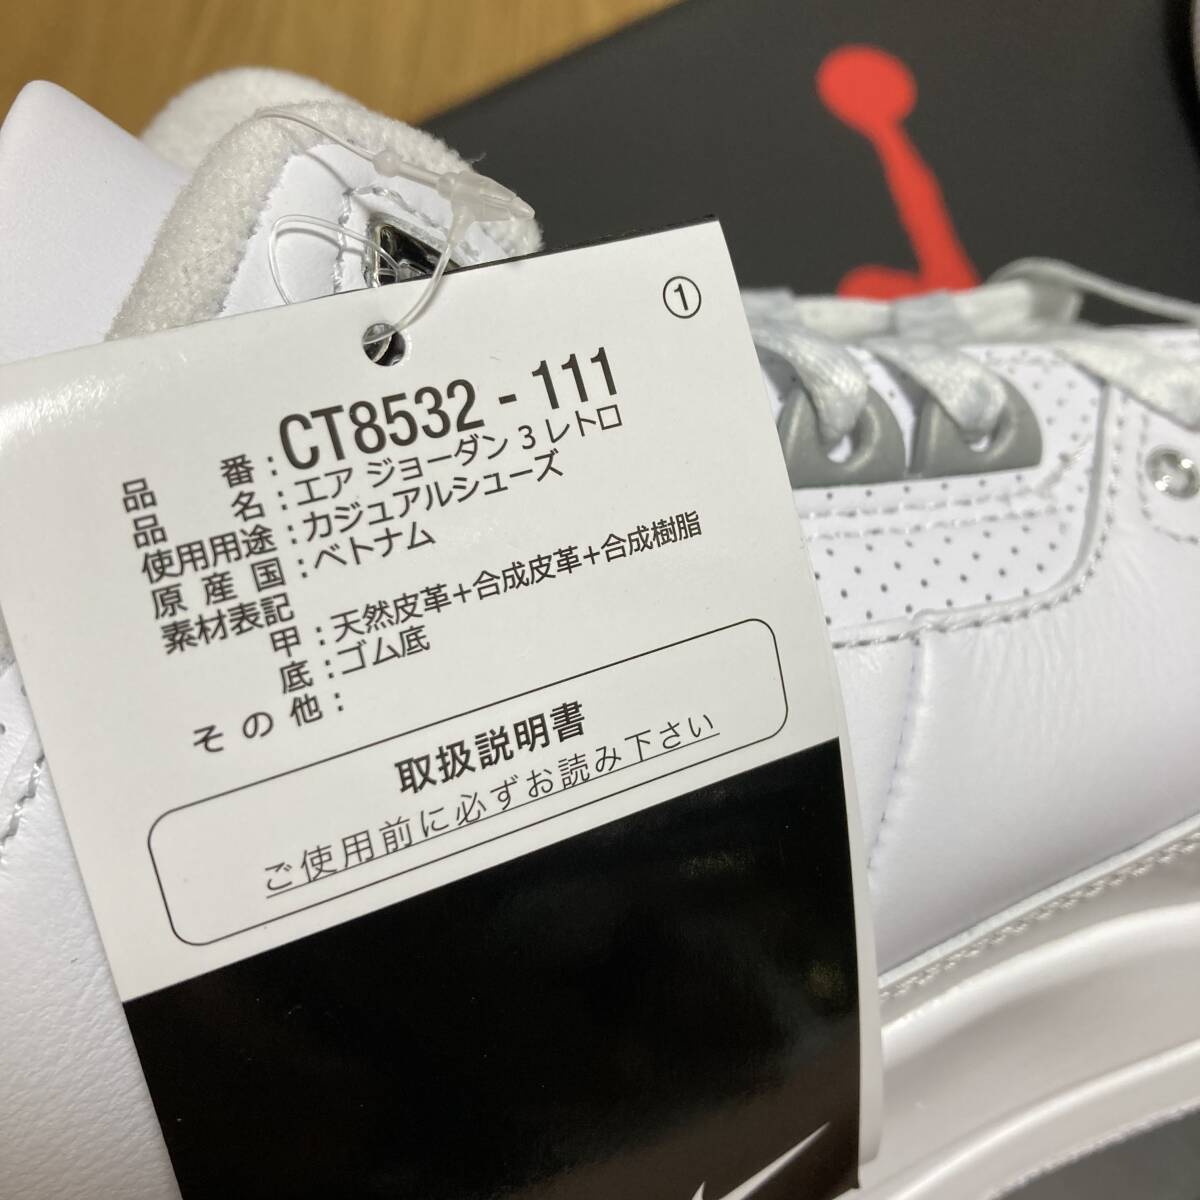 ①
品番:CT8532-111
品名:エア ジョーダン 3 レトロ
使用用途:カジュアルシューズ
原産国:ベトナム
素材表記
甲:天然皮革+合成皮革+合成樹脂
底:ゴム底
その他:
取扱説明書
ご使用前に必ずお読み下さい